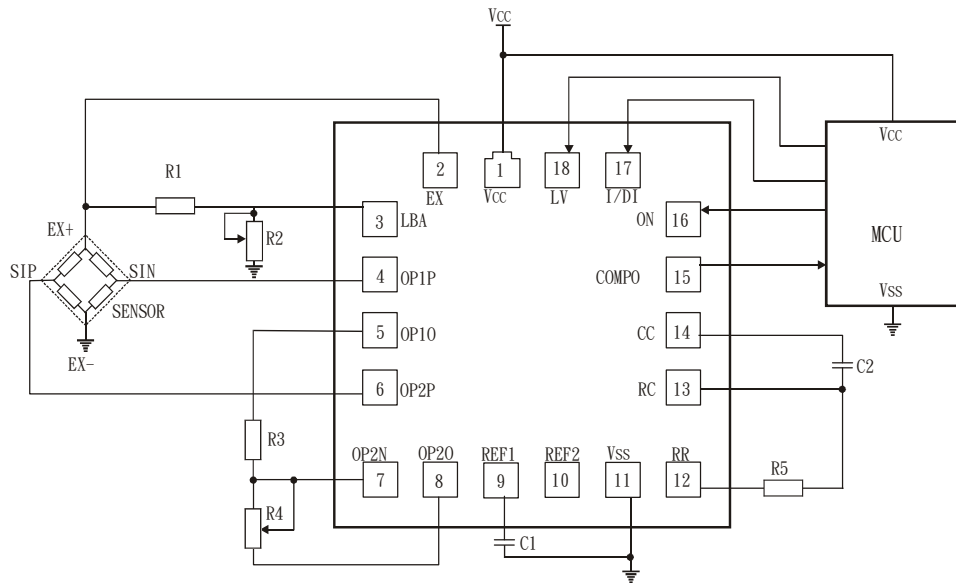 Vcc
2
EX
1
Vcc
18
LV
17
I/DI
Vcc
MCU
Vss
R1
EX+
R2
3
LBA
ON
16
SIP
SIN
SENSOR
EX-
4
OP1P
COMPO
15
5
OP1O
CC
14
C2
6
OP2P
RC
13
R3
OP2N
7
OP2O
8
REF1
9
REF2
10
Vss
11
RR
12
R5
R4
C1